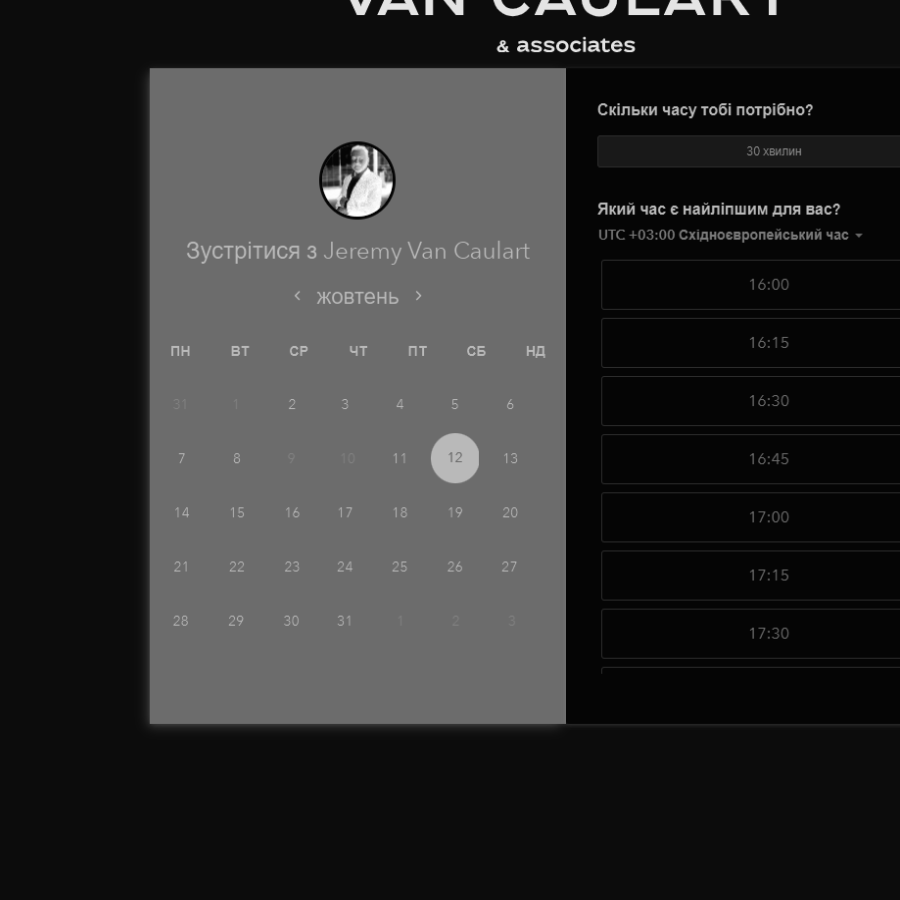 VAN CAULART
& associates
Зустрітися з Jeremy Van Caulart
жовтень
ПН ВТ СР ЧТ ПТ СБ НД
31 1 2 3 4 5 6
7 8 9 10 11 12 13
14 15 16 17 18 19 20
21 22 23 24 25 26 27
28 29 30 31 1 2 3
Скільки часу тобі потрібно?
30 хвилин
Який час є найліпшим для вас?
UTC +03:00 Східноєвропейський час
16:00
16:15
16:30
16:45
17:00
17:15
17:30